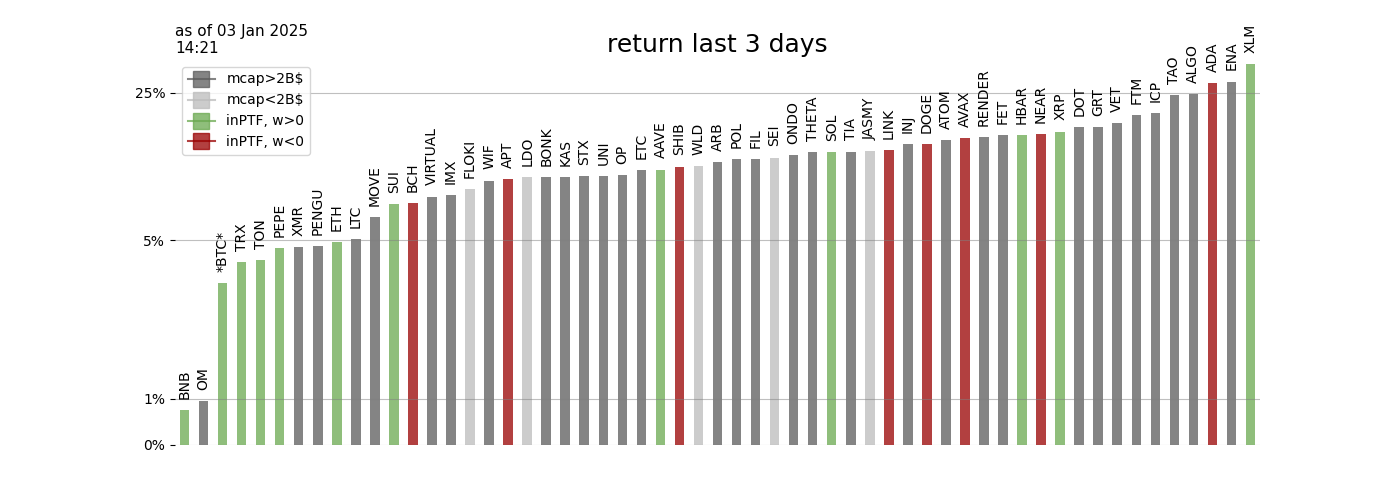 as of 03 Jan 2025
14:21
return last 3 days
mcap>2B$
mcap<2B$
inPTF, w>0
inPTF, w<0
25%
5%
1%
0%
BNB
OM
*BTC*
TRX
TON
PEPE
XMR
PENGU
ETH
LTC
MOVE
SUI
BCH
VIRTUAL
IMX
FLOKI
WIF
APT
LDO
BONK
KAS
STX
UNI
OP
ETC
AAVE
SHIB
WLD
ARB
POL
FIL
SEI
ONDO
THETA
SOL
TIA
JASMY
LINK
INJ
DOGE
ATOM
AVAX
RENDER
FET
HBAR
NEAR
XRP
DOT
GRT
VET
FTM
ICP
TAO
ALGO
ADA
ENA
XLM